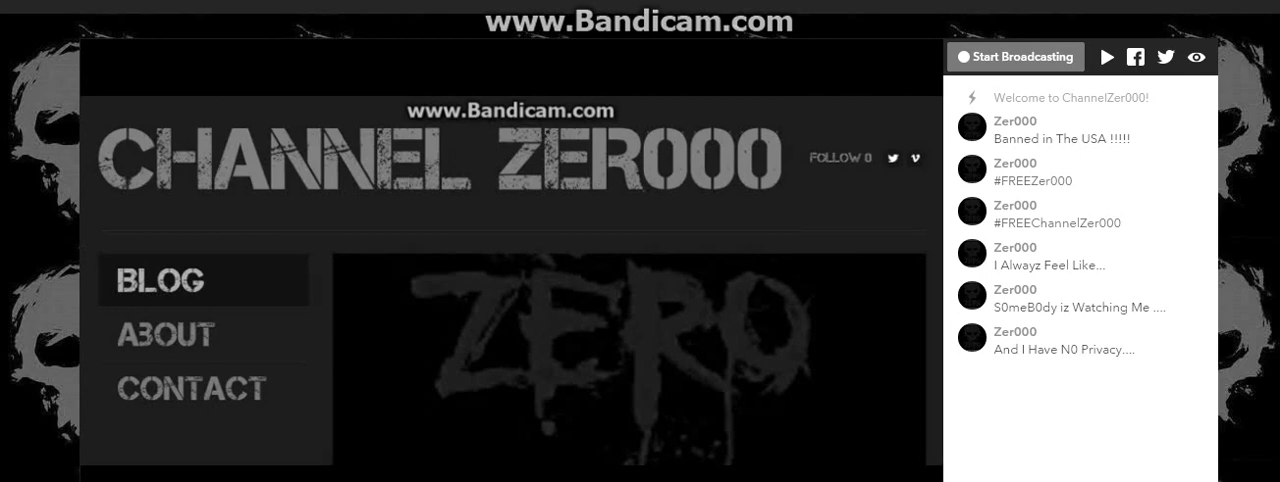 www.Bandicam.com
www.Bandicam.com
CHANNEL ZER000
FOLLOW 0
BLOG
ABOUT
CONTACT
ZERO
Start Broadcasting
Welcome to ChannelZer000!
Zer000
Banned in The USA !!!!!
Zer000
#FREEZer000
Zer000
#FREEChannelZer000
Zer000
I Alwayz Feel Like...
Zer000
S0meB0dy iz Watching Me ....
Zer000
And I Have N0 Privacy....